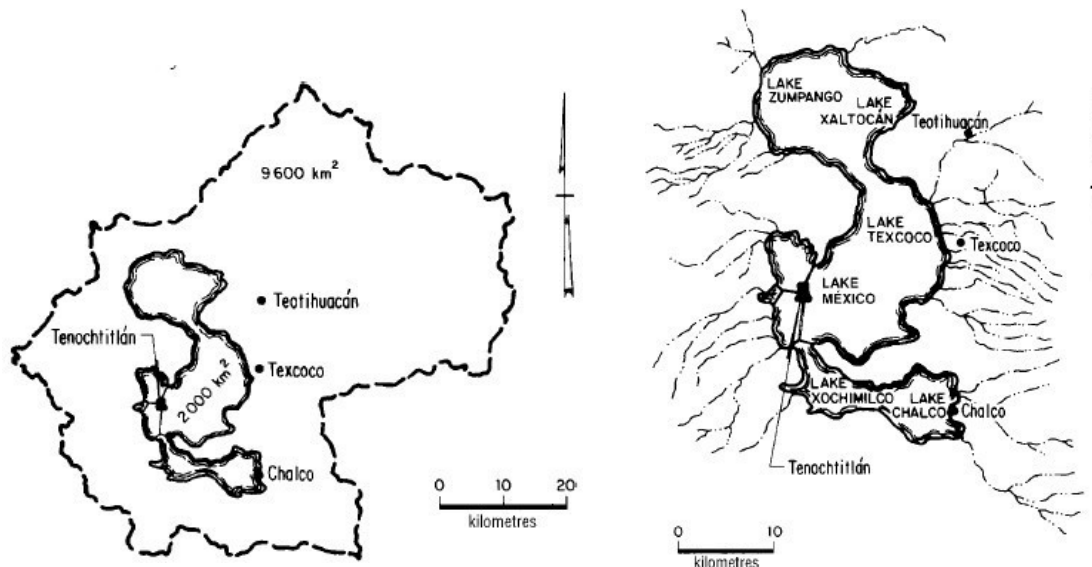 9600 km²
Teotihuacán
Tenochtitlán
Texcoco
2000 km²
Chalco
0 10 20
kilometres
LAKE
ZUMPANGO
LAKE
XALTOCÁN
Teotihuacán
LAKE
TEXCOCO
Texcoco
LAKE
MÉXICO
LAKE
XOCHIMILCO
LAKE
CHALCO
Chalco
Tenochtitlán
0 10
kilometres